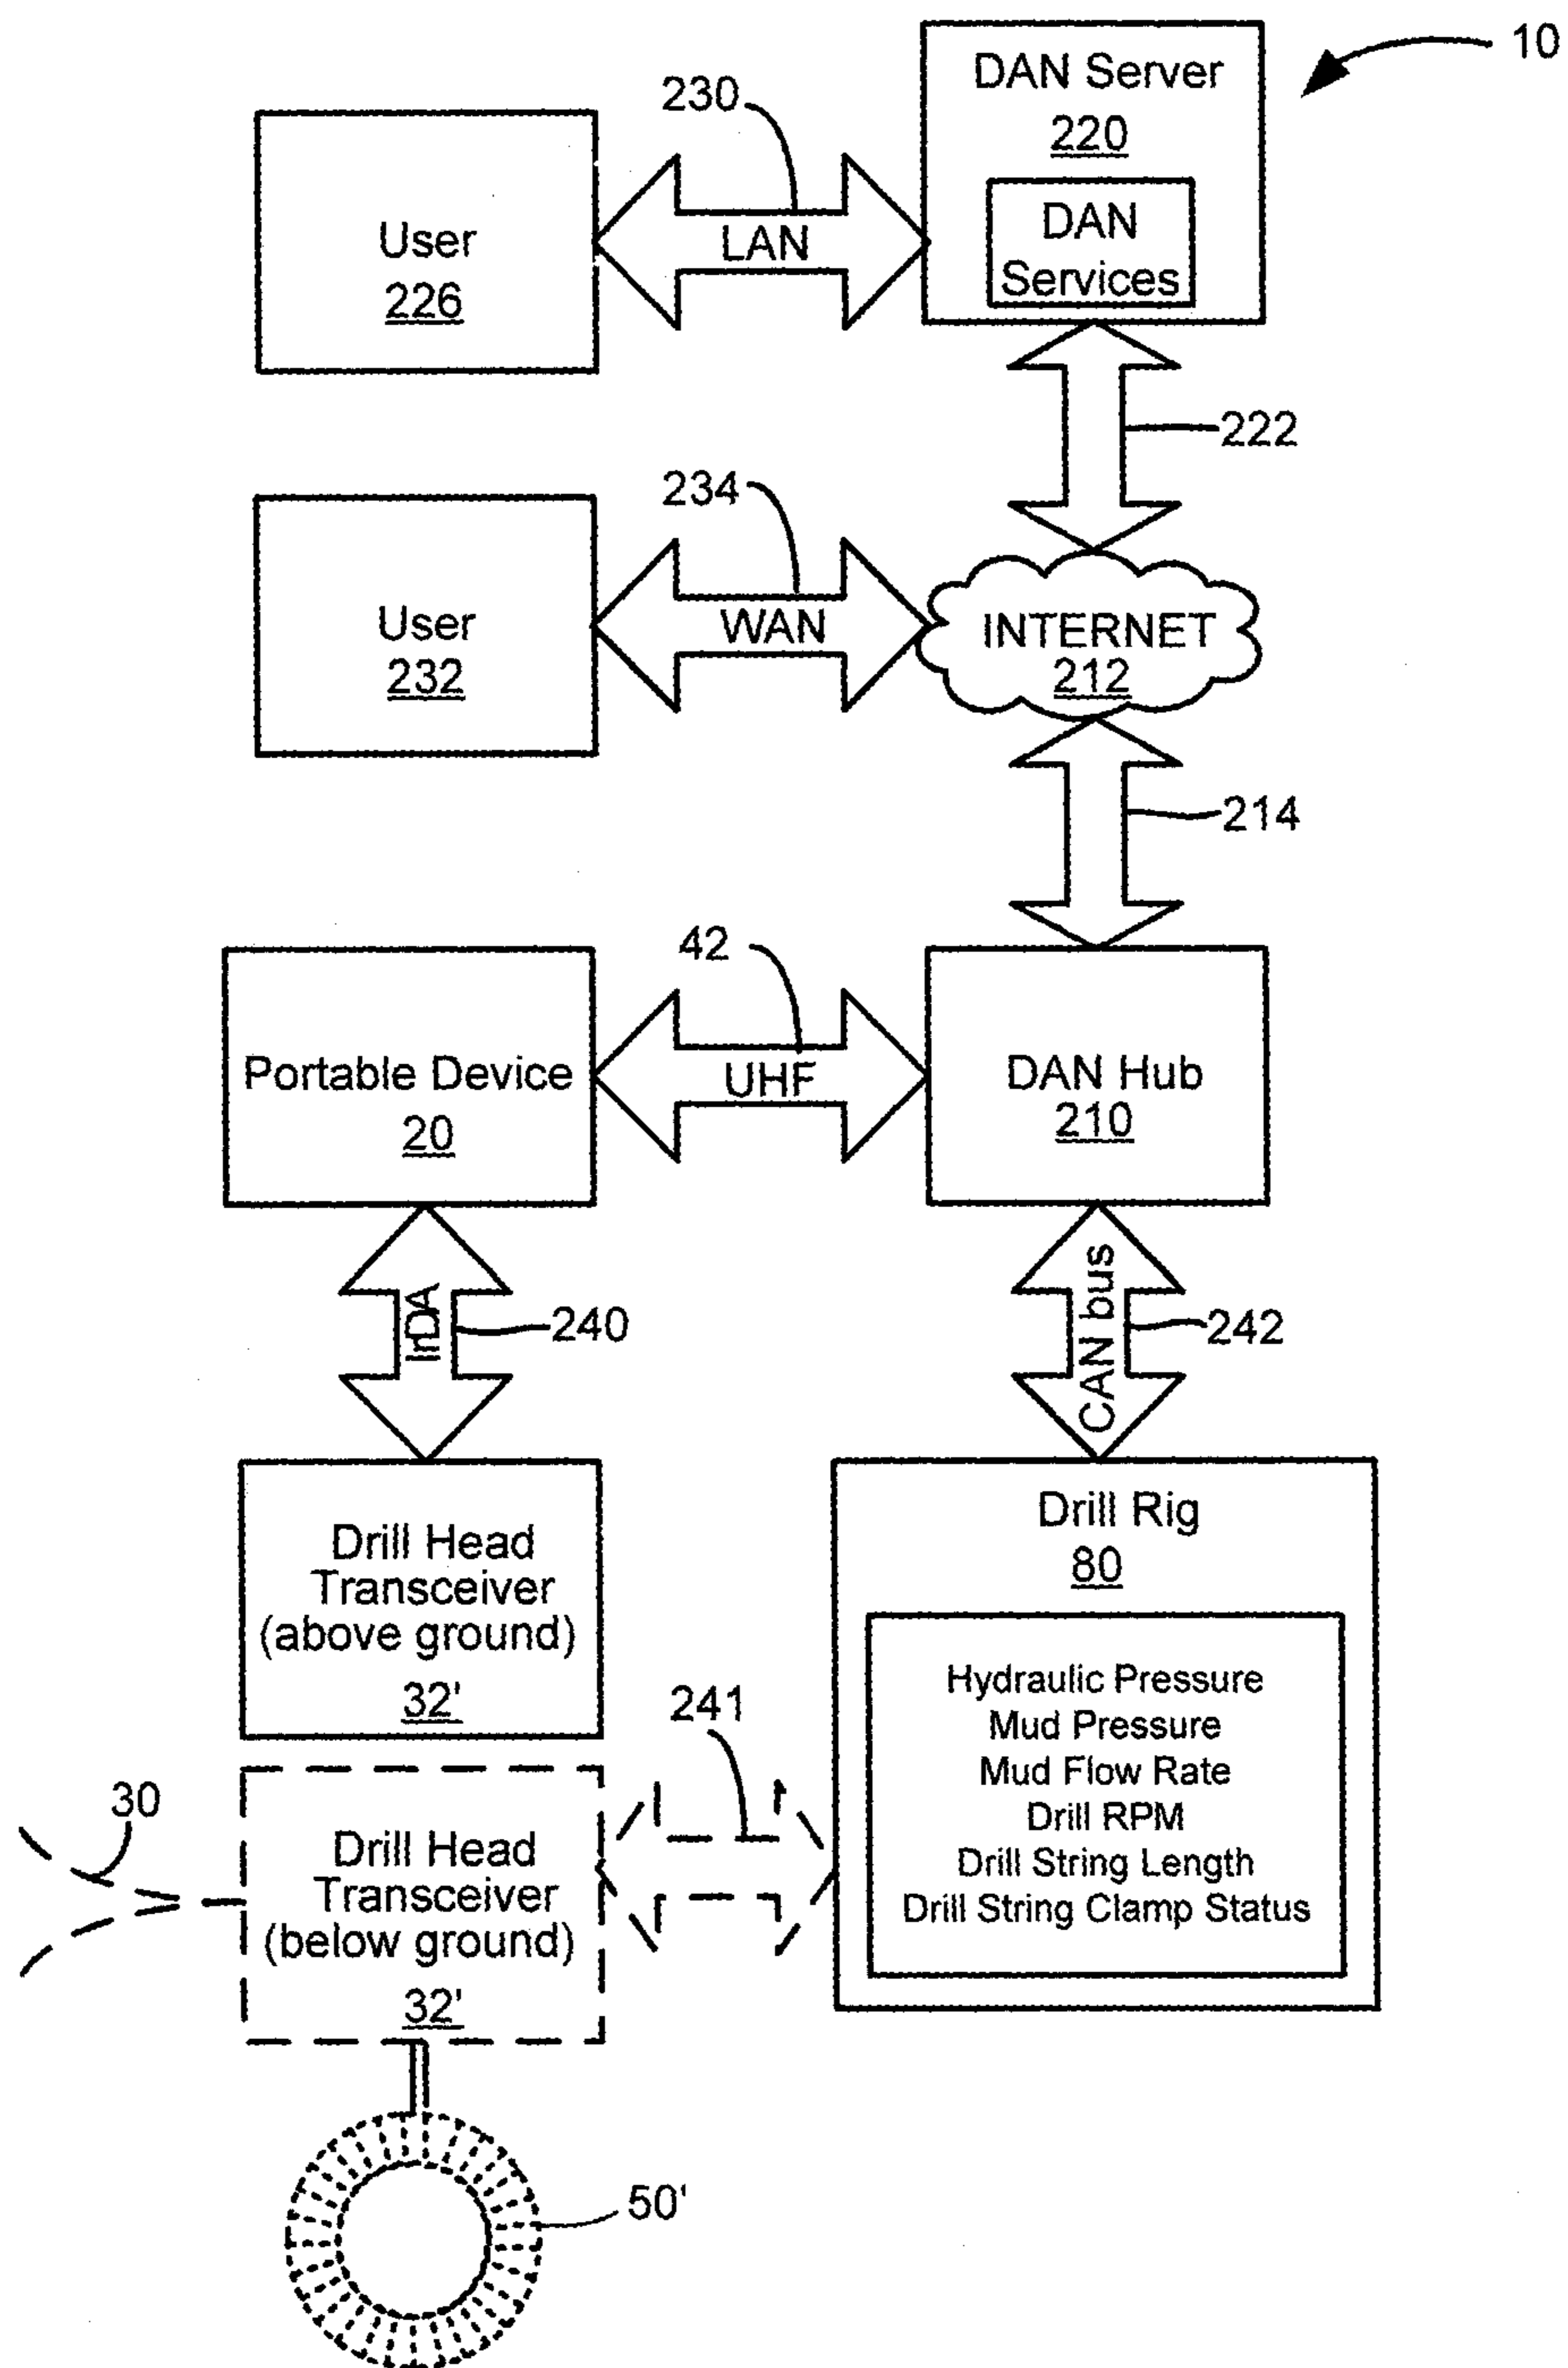 10
DAN Server
220
DAN
Services
230
LAN
User
226
222
234
WAN
User
232
INTERNET
212
214
42
UHF
Portable Device
20
DAN Hub
210
IrDA
240
CAN bus
242
Drill Head
Transceiver
(above ground)
32'
Drill Rig
80
Hydraulic Pressure
Mud Pressure
Mud Flow Rate
Drill RPM
Drill String Length
Drill String Clamp Status
241
30
Drill Head
Transceiver
(below ground)
32'
50'